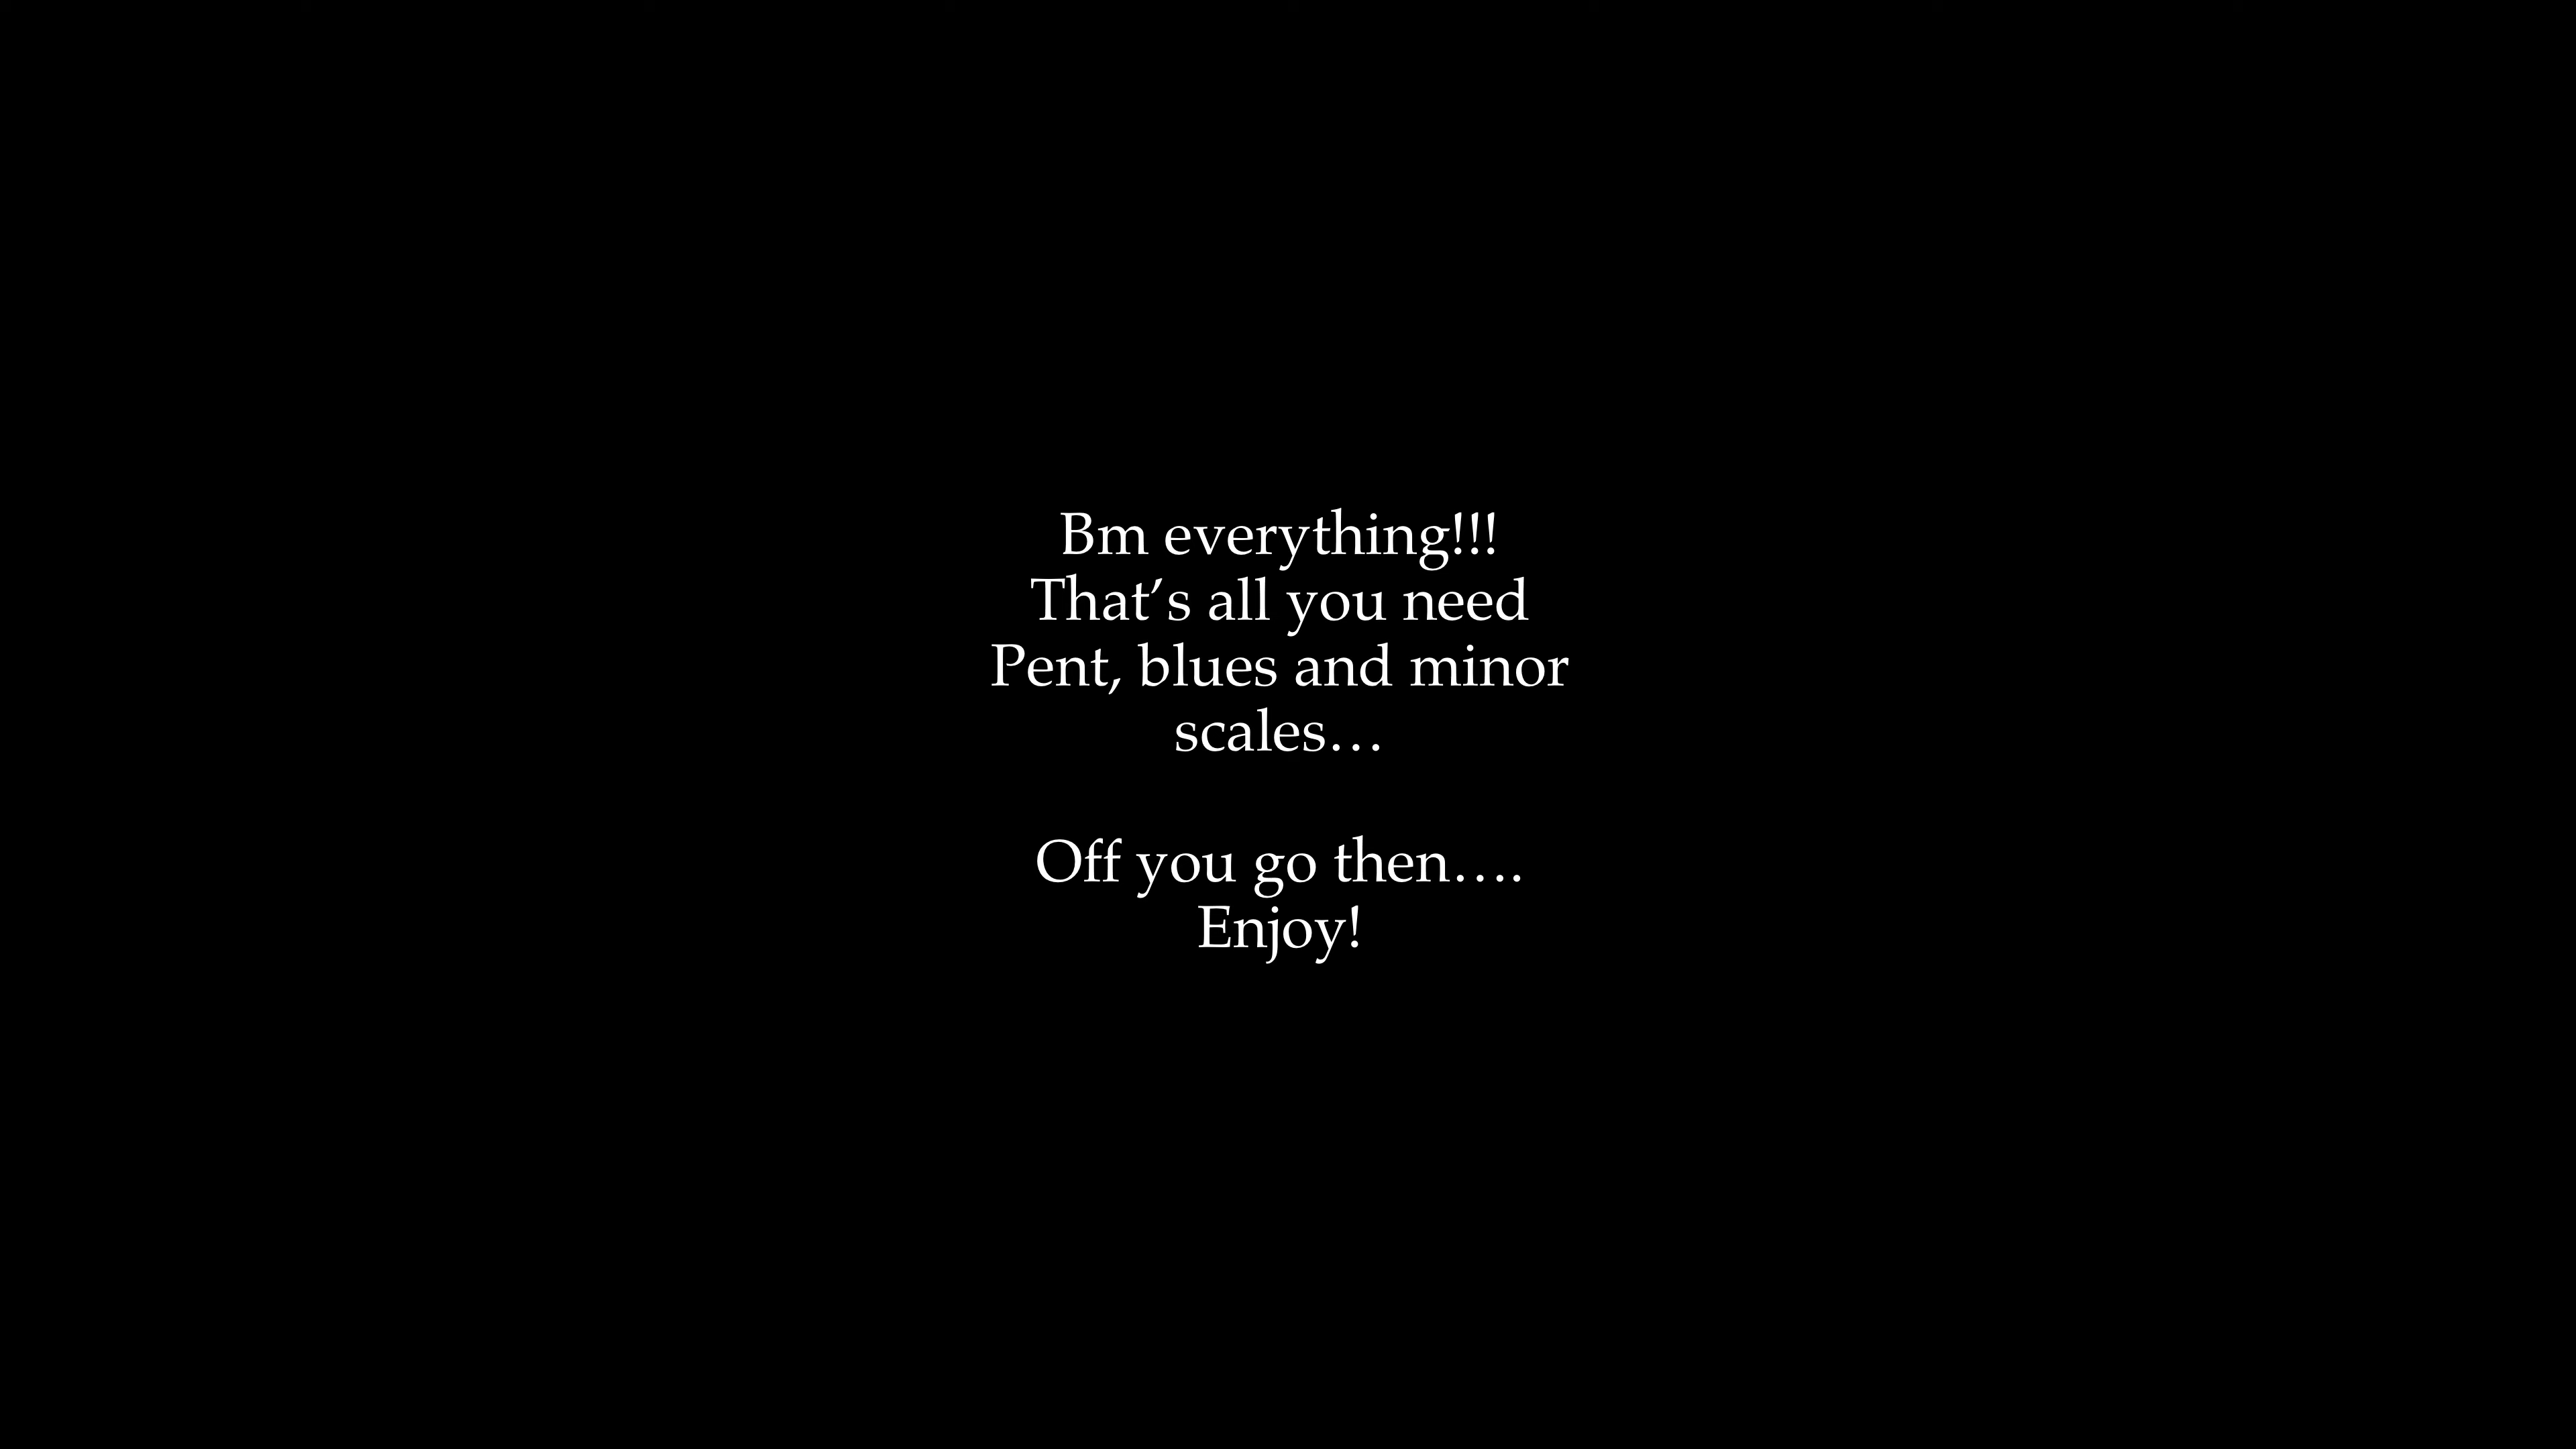 Bm everything!!!
That’s all you need
Pent, blues and minor
scales…
Off you go then….
Enjoy!